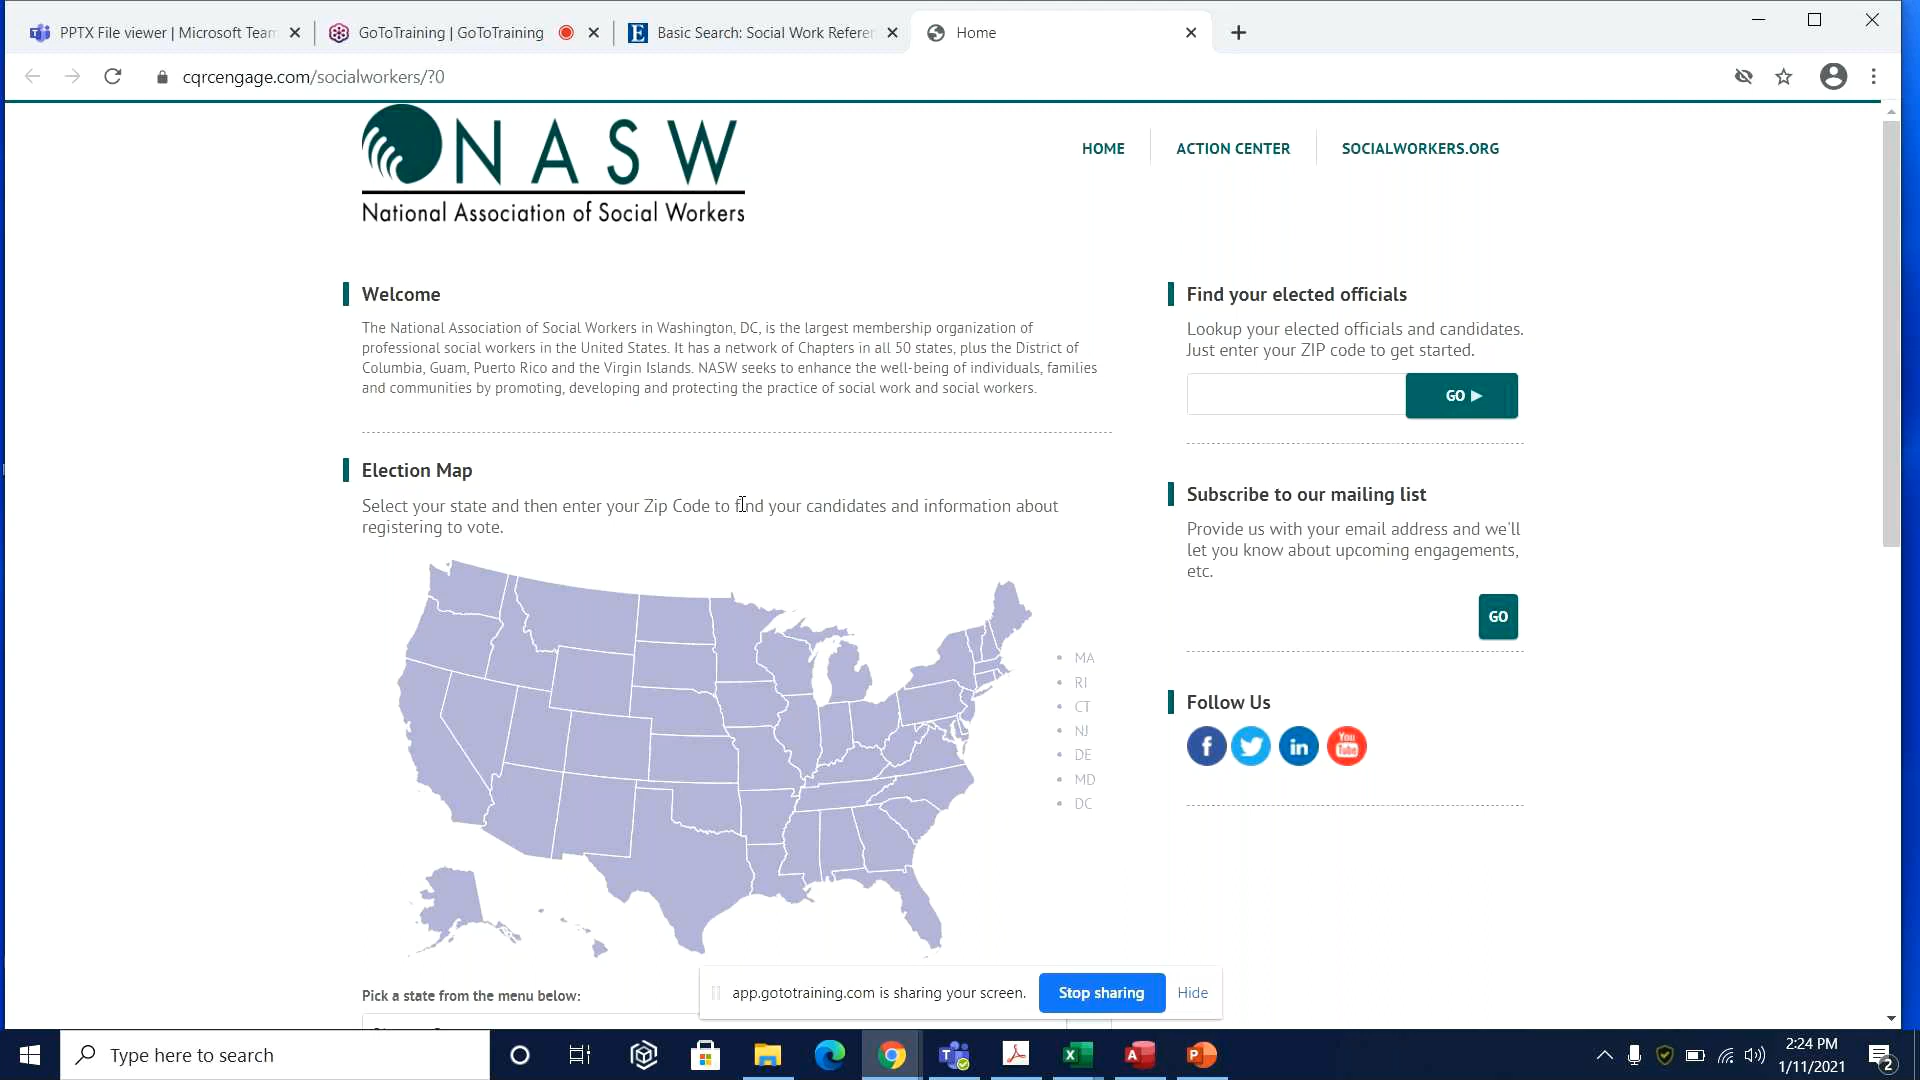 PPTX File viewer | Microsoft Team
GoToTraining | GoToTraining
Basic Search: Social Work Referen
Home
cqrcengage.com/socialworkers/?0
NASW
National Association of Social Workers
HOME
ACTION CENTER
SOCIALWORKERS.ORG
Welcome
The National Association of Social Workers in Washington, DC, is the largest membership organization of
professional social workers in the United States. It has a network of Chapters in all 50 states, plus the District of
Columbia, Guam, Puerto Rico and the Virgin Islands. NASW seeks to enhance the well-being of individuals, families
and communities by promoting, developing and protecting the practice of social work and social workers.
Election Map
Select your state and then enter your Zip Code to find your candidates and information about
registering to vote.
MA
RI
CT
NJ
DE
MD
DC
Pick a state from the menu below:
Find your elected officials
Lookup your elected officials and candidates.
Just enter your ZIP code to get started.
GO
Subscribe to our mailing list
Provide us with your email address and we'll
let you know about upcoming engagements,
etc.
GO
Follow Us
You
Tube
app.gototraining.com is sharing your screen.
Stop sharing
Hide
Type here to search
2:24 PM
1/11/2021
2